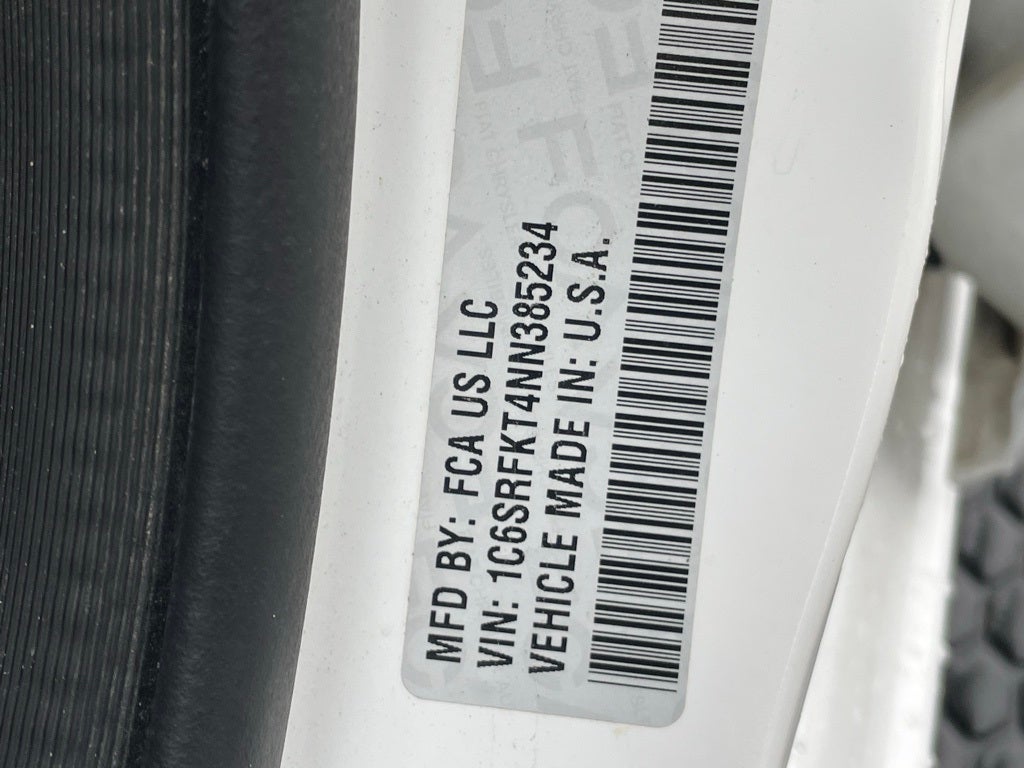 MFD BY: FCA US LLC
VIN: 1C6SRFKT4NN385234
VEHICLE MADE IN: U.S.A.